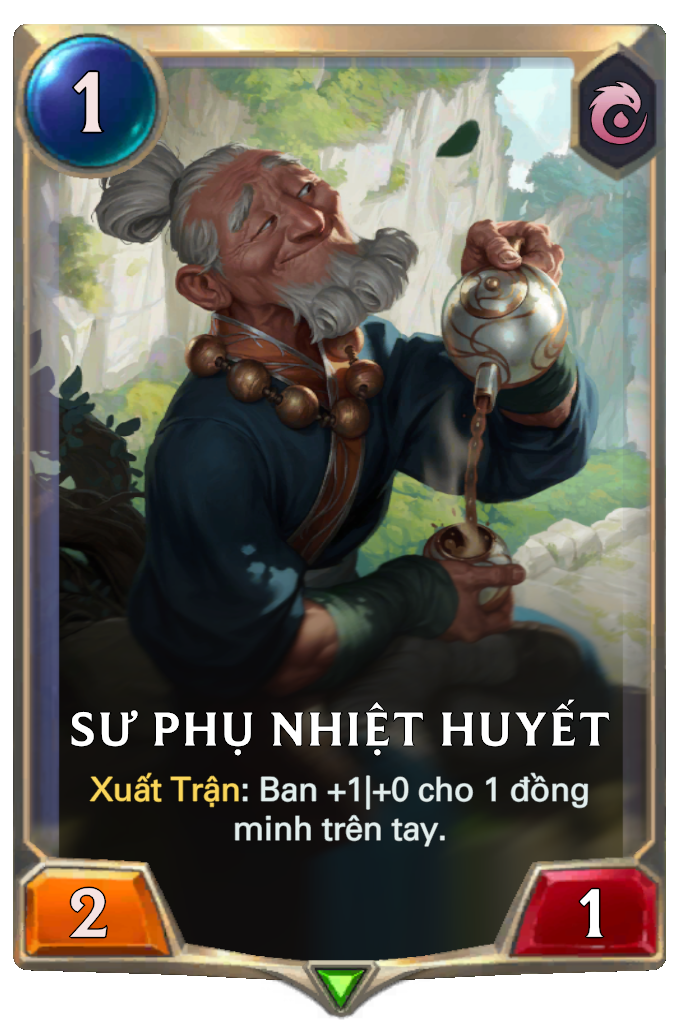 1
SƯ PHỤ NHIỆT HUYẾT
Xuất Trận: Ban +1|+0 cho 1 đồng
minh trên tay.
2
1